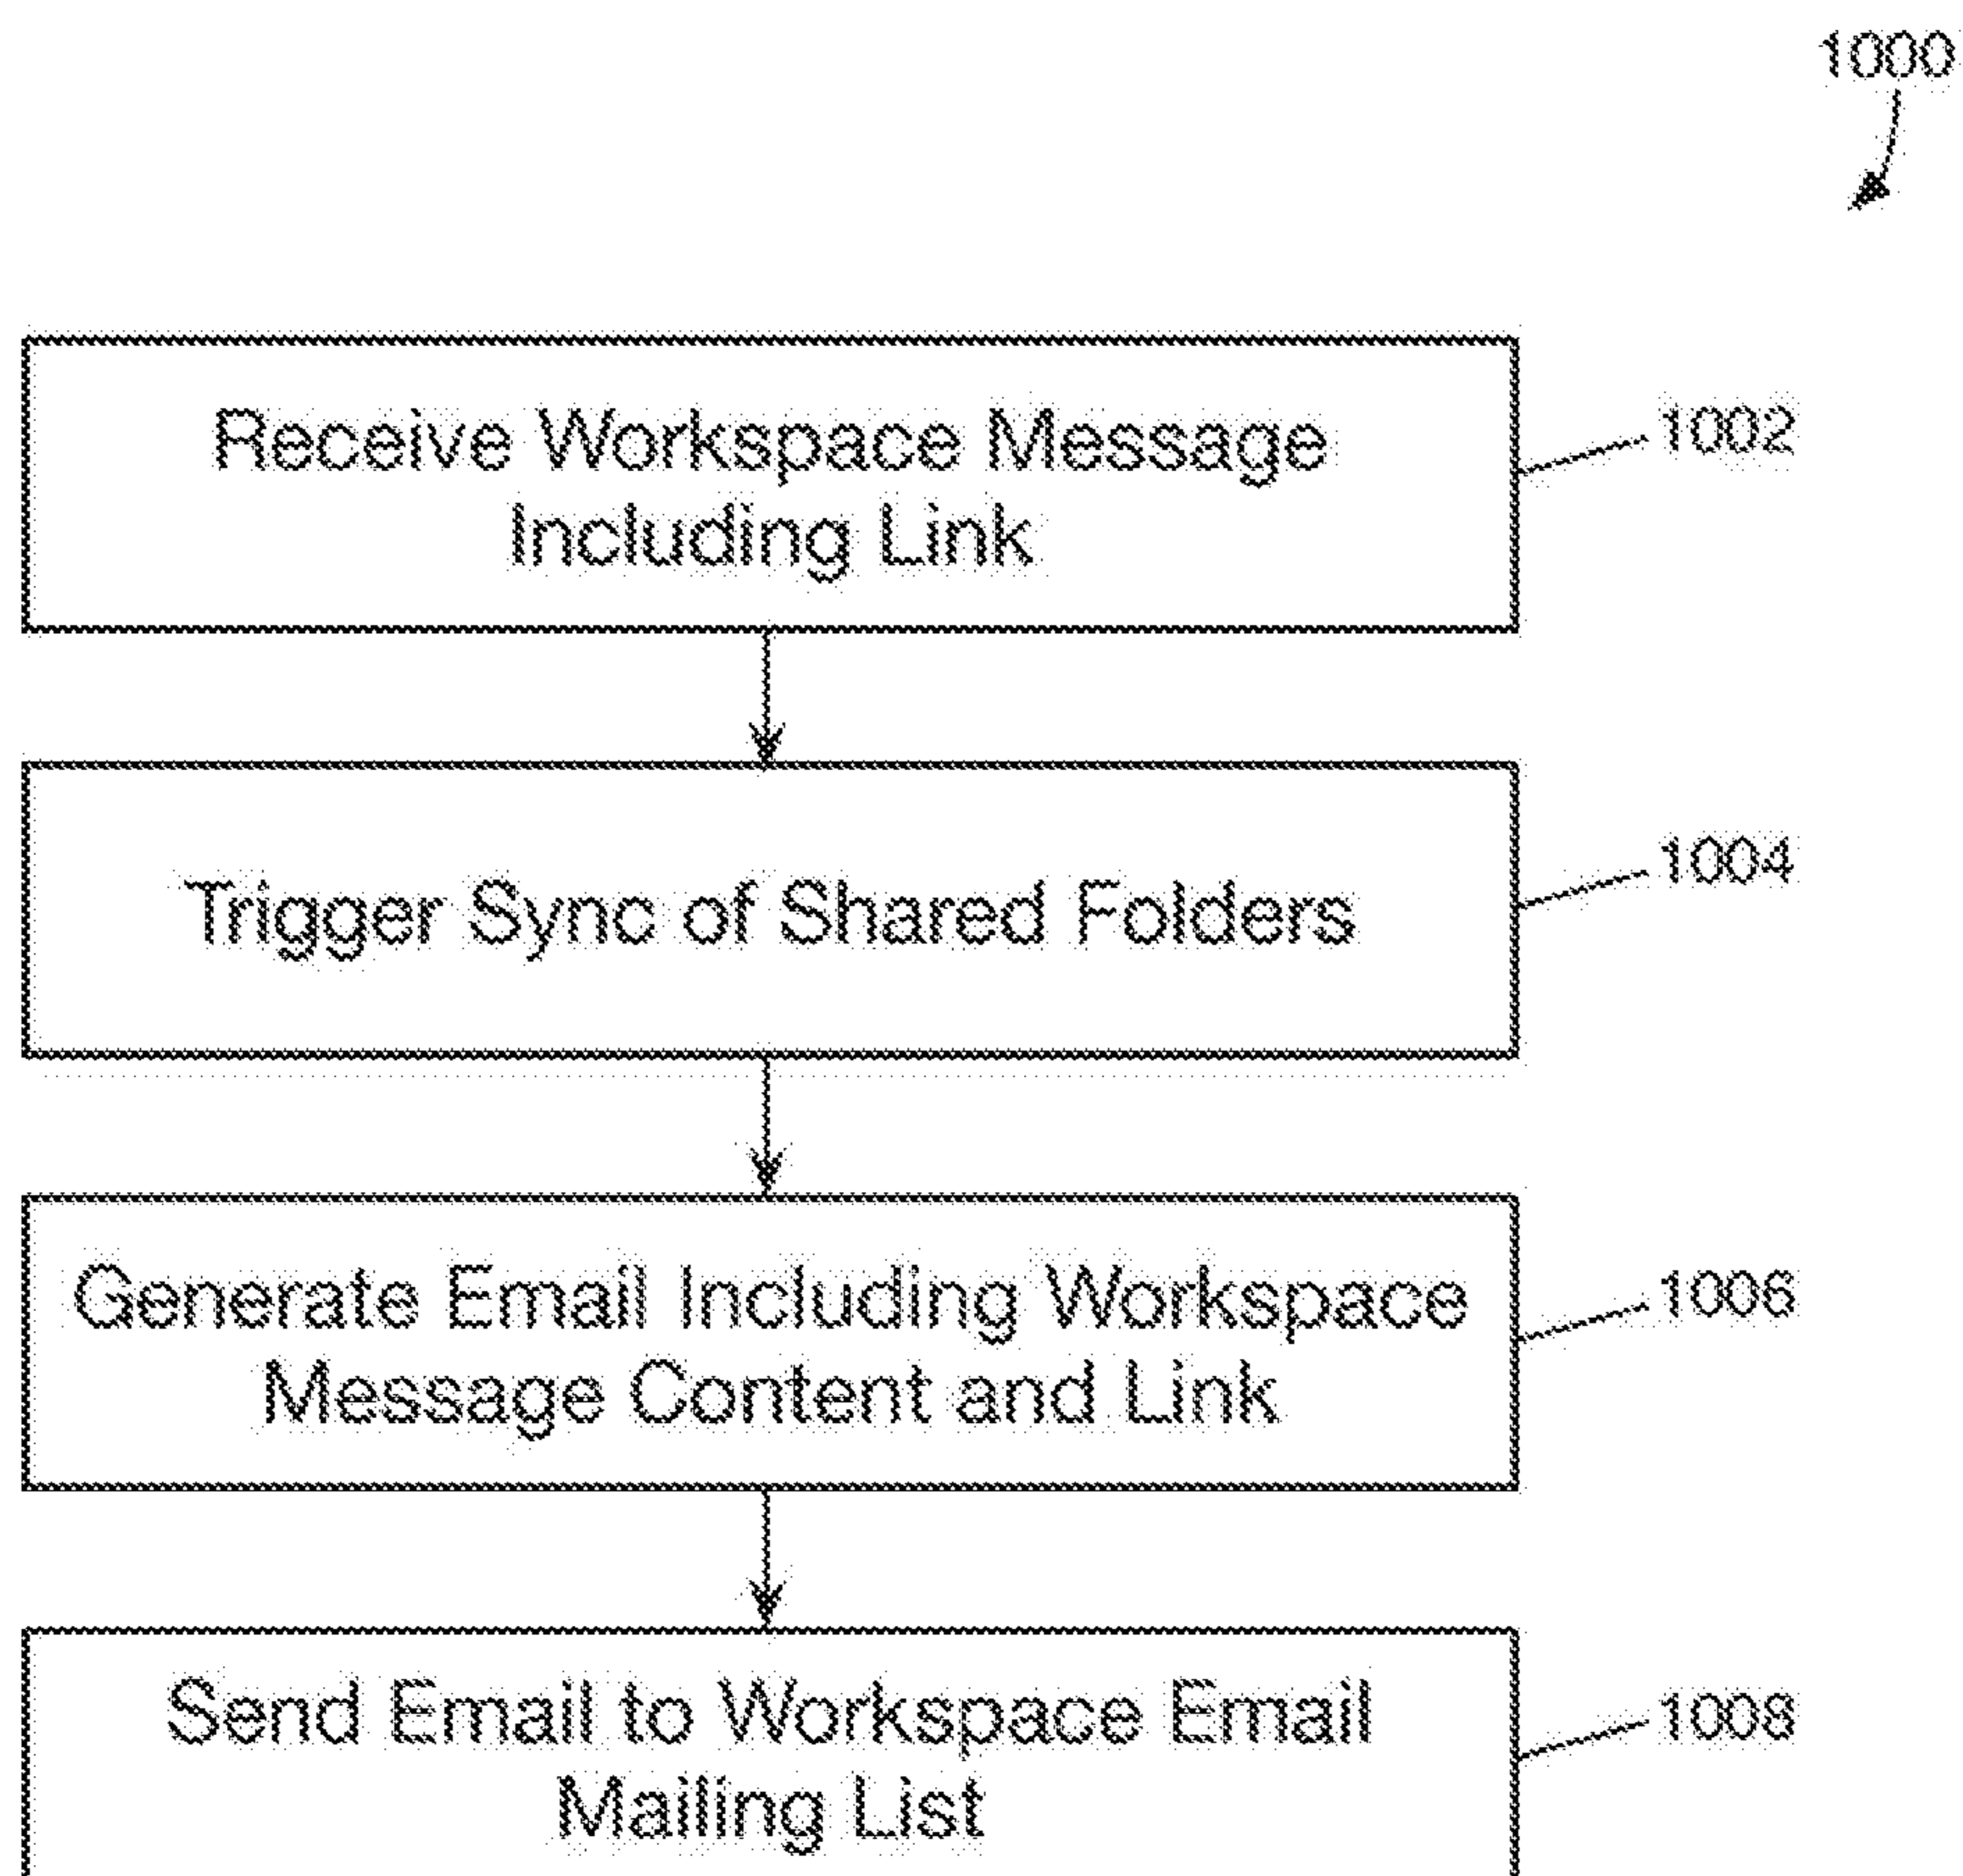 1000
Receive Workspace Message
Including Link
1002
Trigger Sync of Shared Folders
1004
Generate Email Including Workspace
Message Content and Link
1006
Send Email to Workspace Email
Mailing List
1008